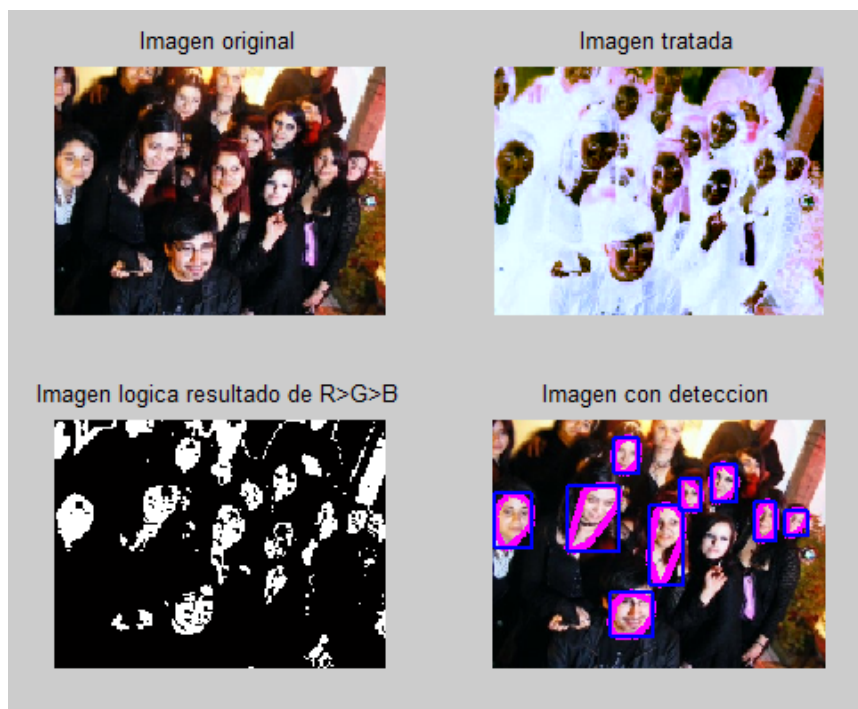 Imagen original
Imagen tratada
Imagen logica resultado de R>G>B
Imagen con deteccion